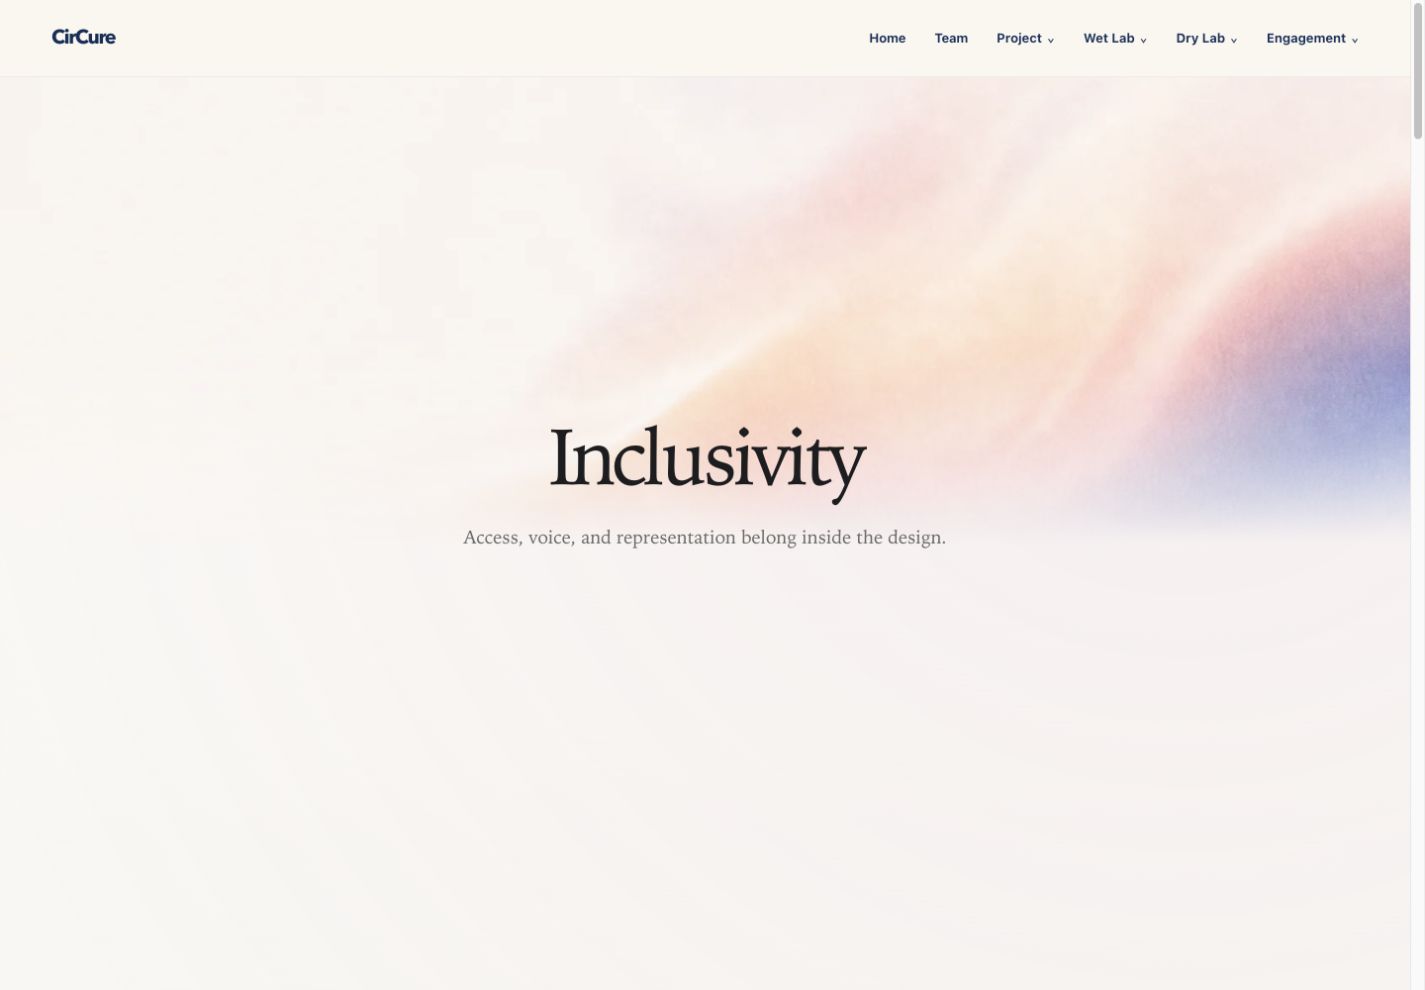 CirCure
Home Team Project Wet Lab Dry Lab Engagement
Inclusivity
Access, voice, and representation belong inside the design.